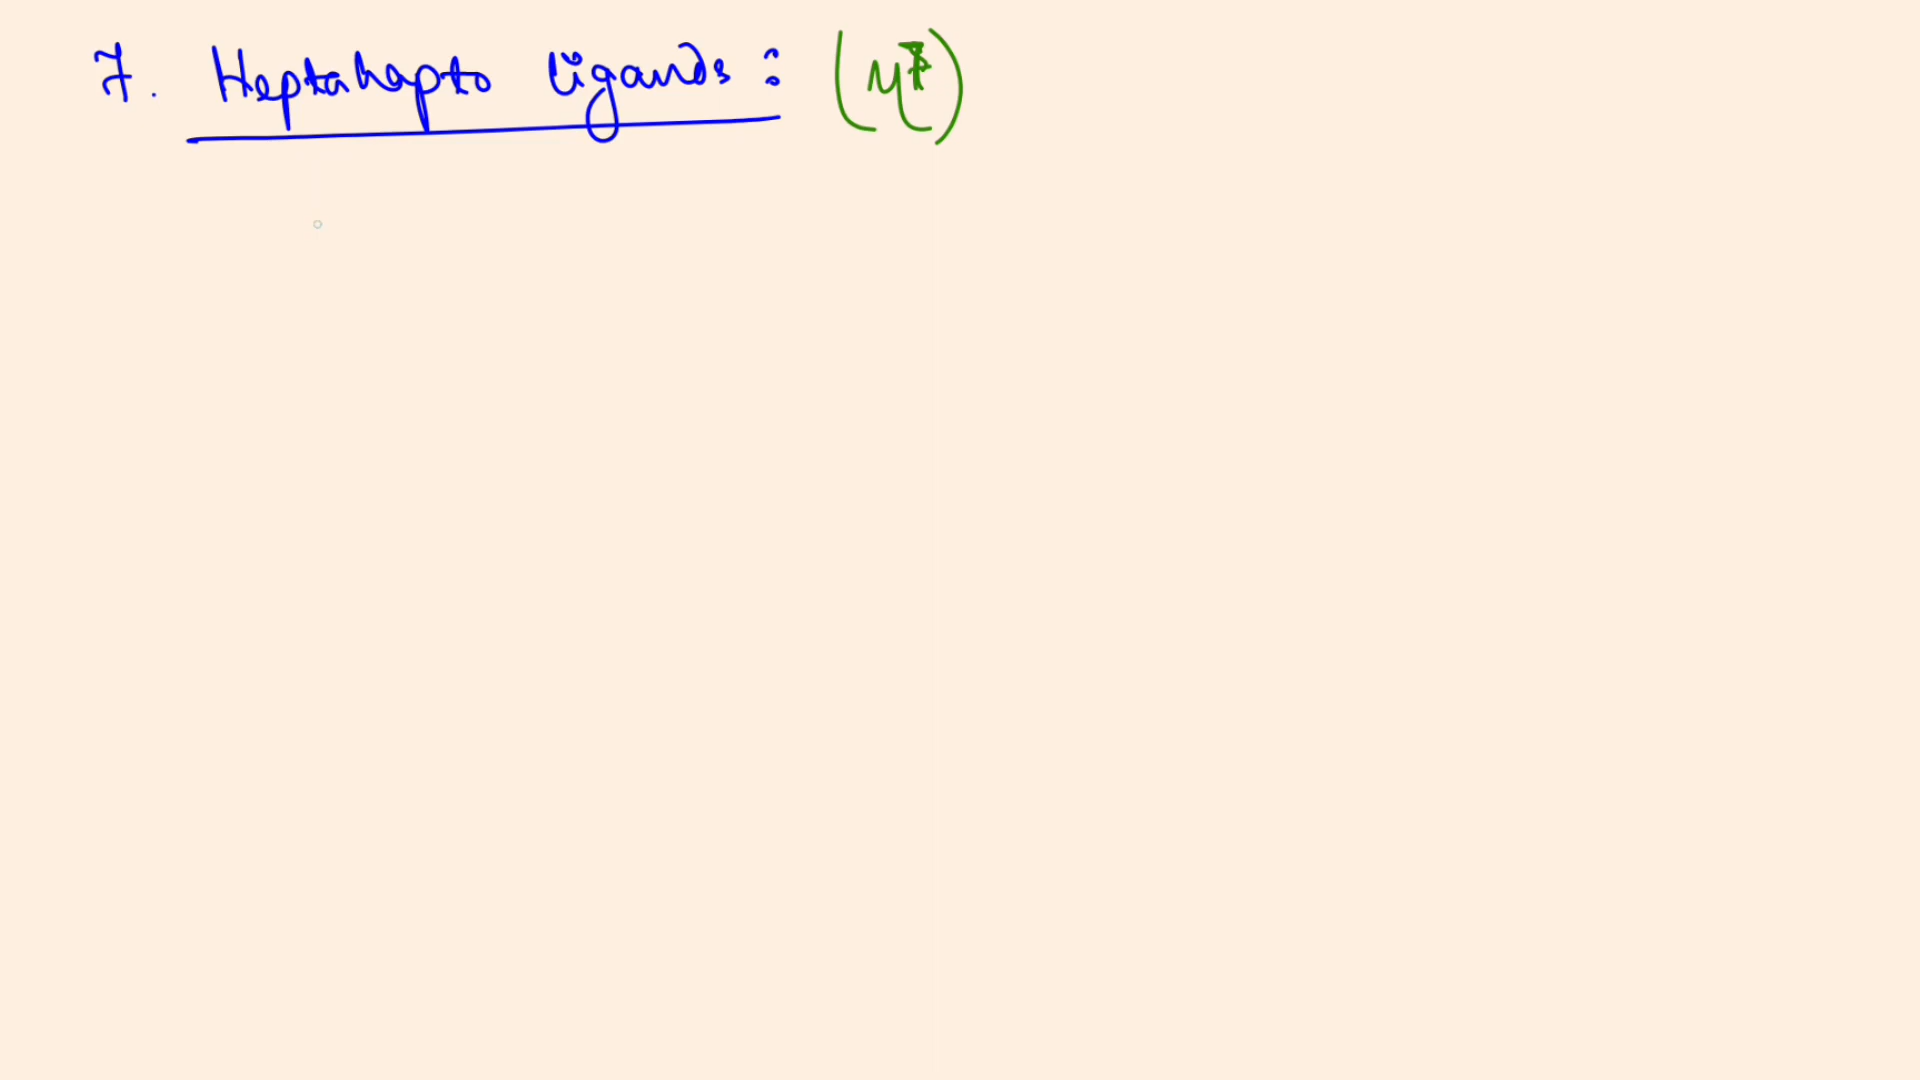 7. Heptahapto ligands : (η⁷)